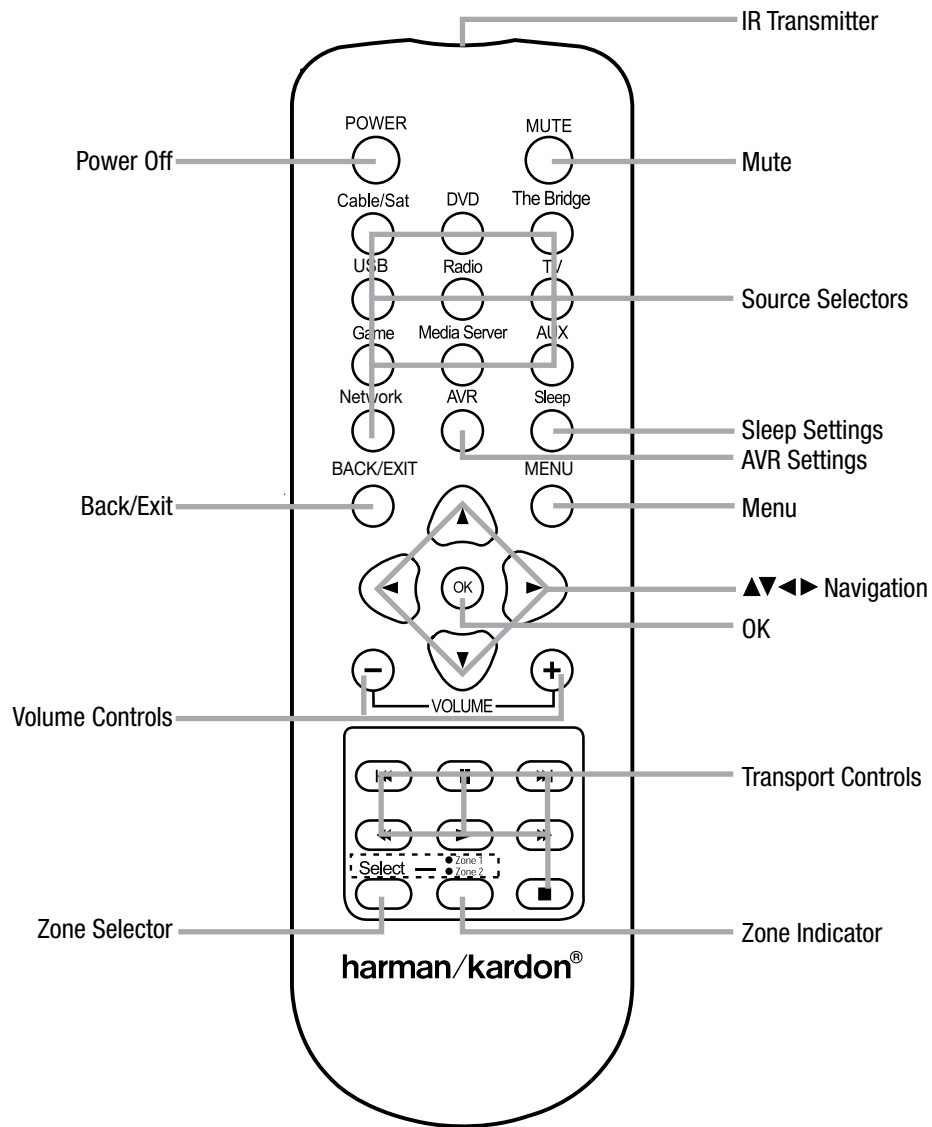 IR Transmitter
POWER
MUTE
Power Off
Mute
Cable/Sat
DVD
The Bridge
USB
Radio
TV
Source Selectors
Game
Media Server
AUX
Network
AVR
Sleep
Sleep Settings
AVR Settings
BACK/EXIT
MENU
Back/Exit
Menu
OK
▲▼◄► Navigation
OK
VOLUME
Volume Controls
Transport Controls
Select
Zone 1
Zone 2
Zone Selector
Zone Indicator
harman/kardon®